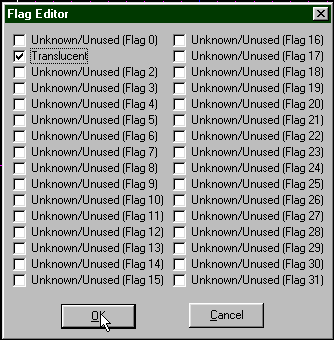 Flag Editor
Unknown/Unused (Flag 0)
Translucent
Unknown/Unused (Flag 2)
Unknown/Unused (Flag 3)
Unknown/Unused (Flag 4)
Unknown/Unused (Flag 5)
Unknown/Unused (Flag 6)
Unknown/Unused (Flag 7)
Unknown/Unused (Flag 8)
Unknown/Unused (Flag 9)
Unknown/Unused (Flag 10)
Unknown/Unused (Flag 11)
Unknown/Unused (Flag 12)
Unknown/Unused (Flag 13)
Unknown/Unused (Flag 14)
Unknown/Unused (Flag 15)
Unknown/Unused (Flag 16)
Unknown/Unused (Flag 17)
Unknown/Unused (Flag 18)
Unknown/Unused (Flag 19)
Unknown/Unused (Flag 20)
Unknown/Unused (Flag 21)
Unknown/Unused (Flag 22)
Unknown/Unused (Flag 23)
Unknown/Unused (Flag 24)
Unknown/Unused (Flag 25)
Unknown/Unused (Flag 26)
Unknown/Unused (Flag 27)
Unknown/Unused (Flag 28)
Unknown/Unused (Flag 29)
Unknown/Unused (Flag 30)
Unknown/Unused (Flag 31)
OK
Cancel